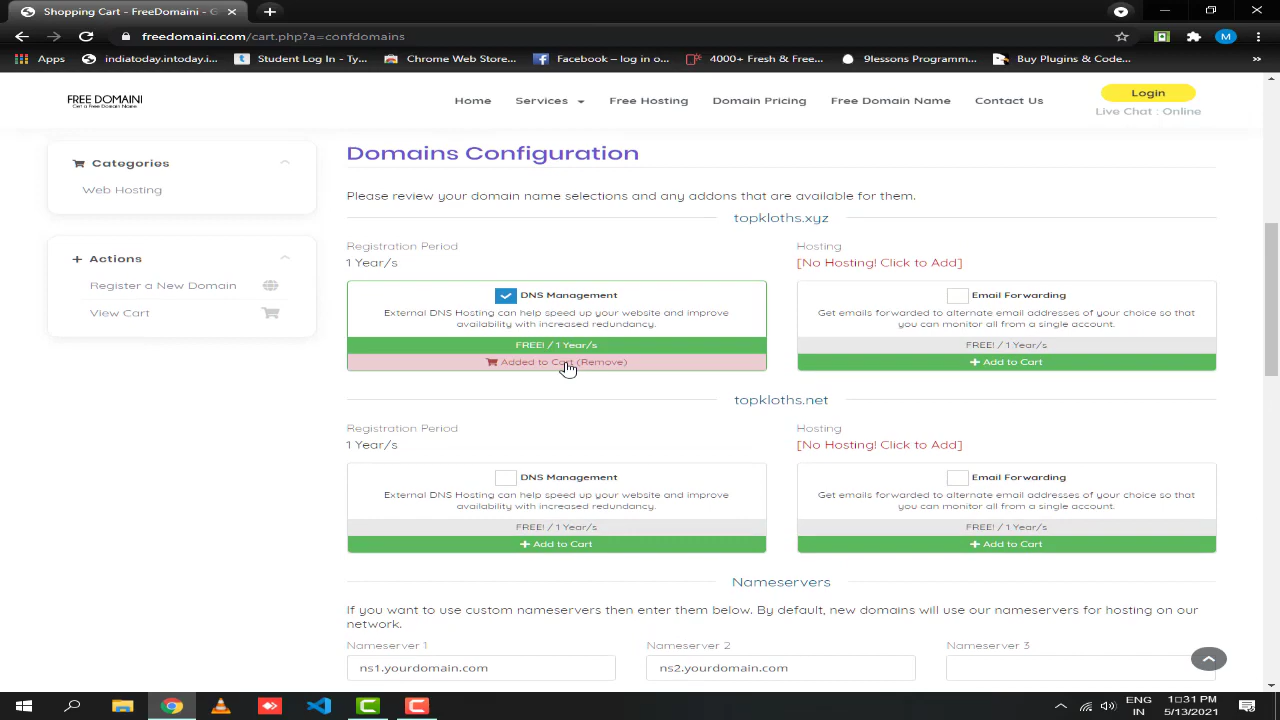 Shopping Cart - FreeDomaini - G
freedomaini.com/cart.php?a=confdomains
Apps
indiatoday.intoday.i...
Student Log In - Ty...
Chrome Web Store...
Facebook – log in o...
4000+ Fresh & Free...
9lessons Programm...
Buy Plugins & Code...
»
FREE DOMAINI
Get a Free Domain Name
Home
Services
Free Hosting
Domain Pricing
Free Domain Name
Contact Us
Login
Live Chat : Online
Categories
Web Hosting
Actions
Register a New Domain
View Cart
Domains Configuration
Please review your domain name selections and any addons that are available for them.
topkloths.xyz
Registration Period
1 Year/s
Hosting
[No Hosting! Click to Add]
DNS Management
External DNS Hosting can help speed up your website and improve
availability with increased redundancy.
FREE! / 1 Year/s
Added to Cart (Remove)
Email Forwarding
Get emails forwarded to alternate email addresses of your choice so that
you can monitor all from a single account.
FREE! / 1 Year/s
+ Add to Cart
topkloths.net
Registration Period
1 Year/s
Hosting
[No Hosting! Click to Add]
DNS Management
External DNS Hosting can help speed up your website and improve
availability with increased redundancy.
FREE! / 1 Year/s
+ Add to Cart
Email Forwarding
Get emails forwarded to alternate email addresses of your choice so that
you can monitor all from a single account.
FREE! / 1 Year/s
+ Add to Cart
Nameservers
If you want to use custom nameservers then enter them below. By default, new domains will use our nameservers for hosting on our
network.
Nameserver 1
ns1.yourdomain.com
Nameserver 2
ns2.yourdomain.com
Nameserver 3
M
ENG
IN
10:31 PM
5/13/2021